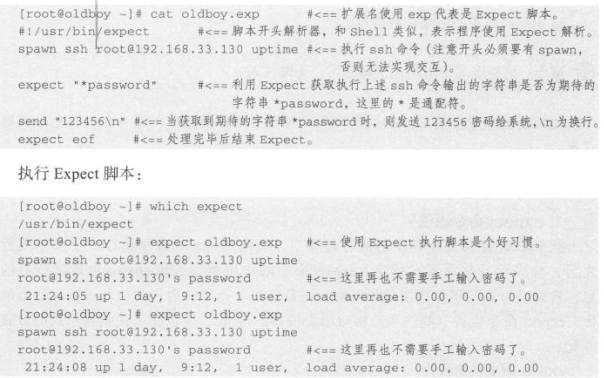 [root@oldboy ~]# cat oldboy.exp #<==扩展名使用 exp 代表是 Expect 脚本。
#!/usr/bin/expect #<==脚本开头解析器，和 Shell 类似，表示程序使用 Expect 解析。
spawn ssh root@192.168.33.130 uptime #<==执行 ssh 命令（注意开头必须要有 spawn，
否则无法实现交互）。
expect "*password" #<==利用 Expect 获取执行上述 ssh 命令输出的字符串是否为期待的
字符串 *password，这里的 * 是通配符。
send "123456\n" #<==当获取到期待的字符串 *password 时，则发送 123456 密码给系统，\n 为换行。
expect eof #<==处理完毕后结束 Expect。
执行 Expect 脚本：
[root@oldboy ~]# which expect
/usr/bin/expect
[root@oldboy ~]# expect oldboy.exp #<==使用 Expect 执行脚本是个好习惯。
spawn ssh root@192.168.33.130 uptime
root@192.168.33.130's password #<==这里再也不需要手工输入密码了。
21:24:05 up 1 day, 9:12, 1 user, load average: 0.00, 0.00, 0.00
[root@oldboy ~]# expect oldboy.exp
spawn ssh root@192.168.33.130 uptime
root@192.168.33.130's password #<==这里再也不需要手工输入密码了。
21:24:08 up 1 day, 9:12, 1 user, load average: 0.00, 0.00, 0.00